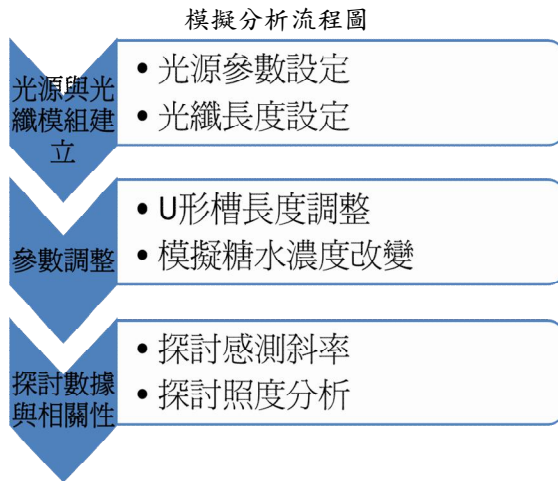 模擬分析流程圖
光源與光
纖模組建
立
• 光源參數設定
• 光纖長度設定
參數調整
• U形槽長度調整
• 模擬糖水濃度改變
探討數據
與相關性
• 探討感測斜率
• 探討照度分析